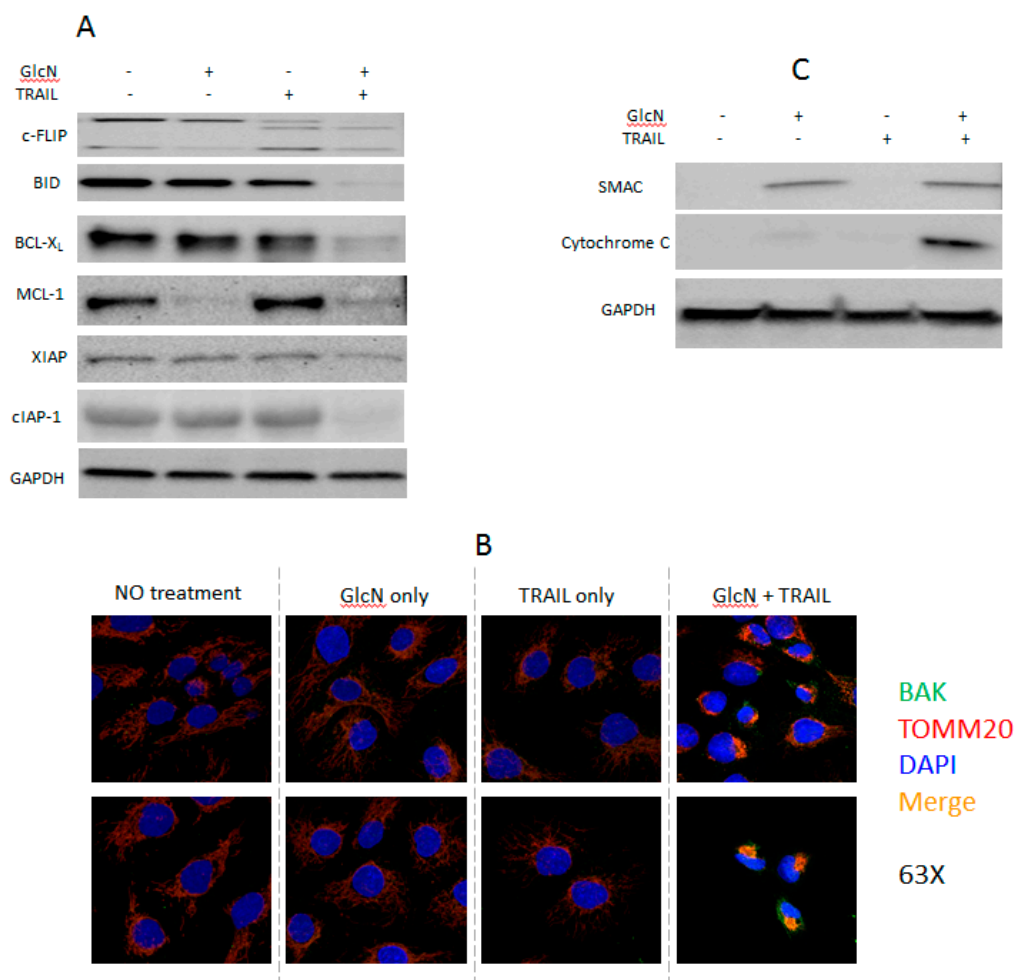 A
GlcN - + - +
TRAIL - - + +
c-FLIP
BID
BCL-XL
MCL-1
XIAP
cIAP-1
GAPDH
C
GlcN - + - +
TRAIL - - + +
SMAC
Cytochrome C
GAPDH
B
NO treatment GlcN only TRAIL only GlcN + TRAIL
BAK
TOMM20
DAPI
Merge
63X